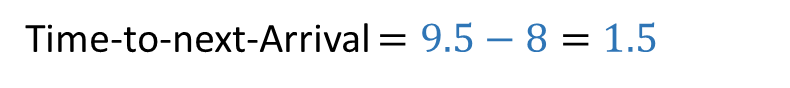 Time-to-next-Arrival = 9.5 − 8 = 1.5